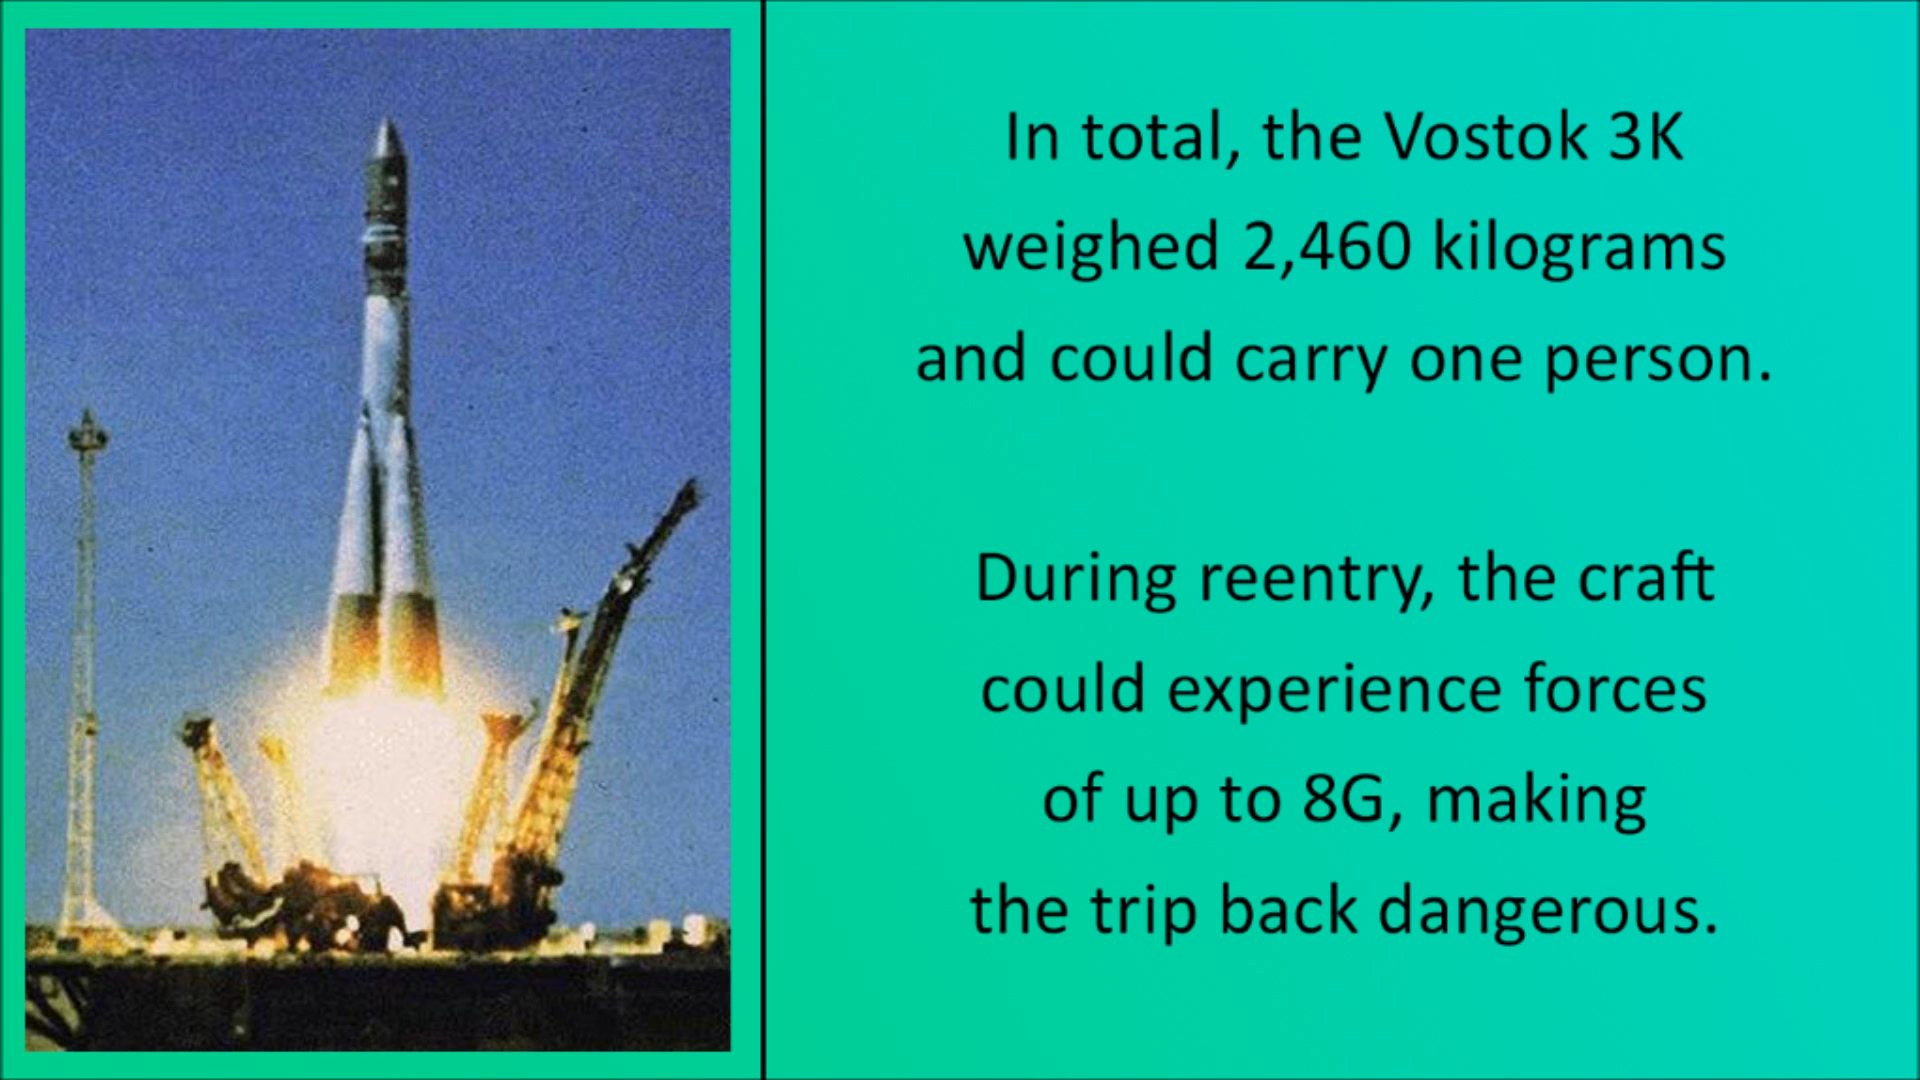 In total, the Vostok 3K
weighed 2,460 kilograms
and could carry one person.
During reentry, the craft
could experience forces
of up to 8G, making
the trip back dangerous.